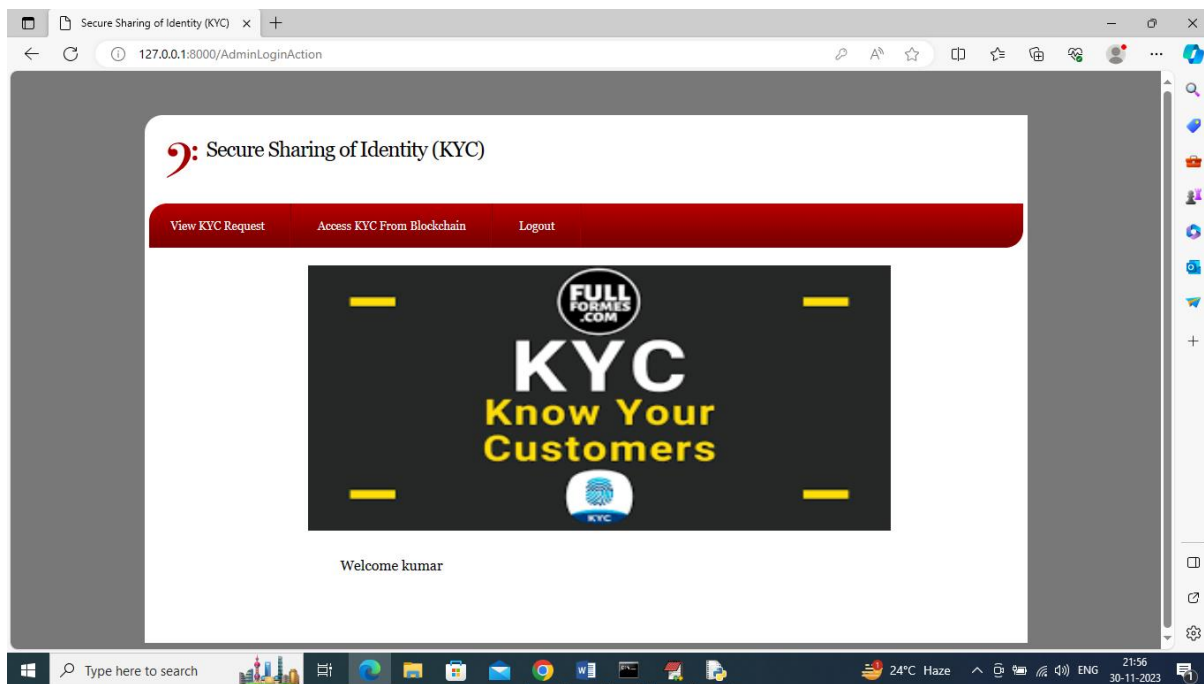 Secure Sharing of Identity (KYC)
127.0.0.1:8000/AdminLoginAction
Secure Sharing of Identity (KYC)
View KYC Request Access KYC From Blockchain Logout
FULL
FORMES
.COM
KYC
Know Your
Customers
KYC
Welcome kumar
Type here to search
24°C Haze
ENG
21:56
30-11-2023